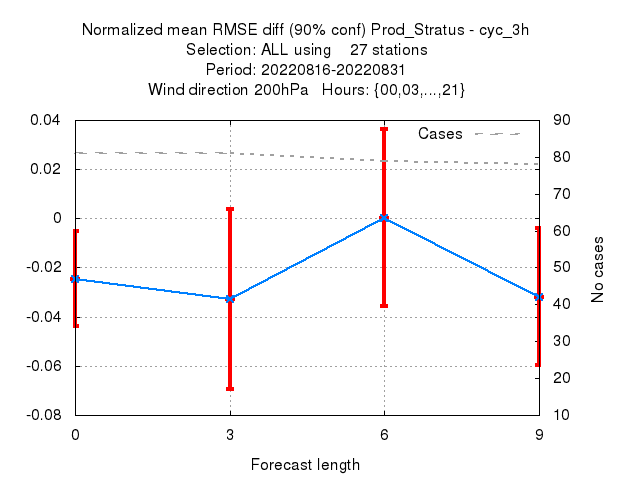 Normalized mean RMSE diff (90% conf) Prod_Stratus - cyc_3h
Selection: ALL using    27 stations
Period: 20220816-20220831
Wind direction 200hPa   Hours: {00,03,...,21}
0.04
0.02
0
-0.02
-0.04
-0.06
-0.08
Cases
90
80
70
60
50
40
30
20
10
No cases
0 3 6 9
Forecast length